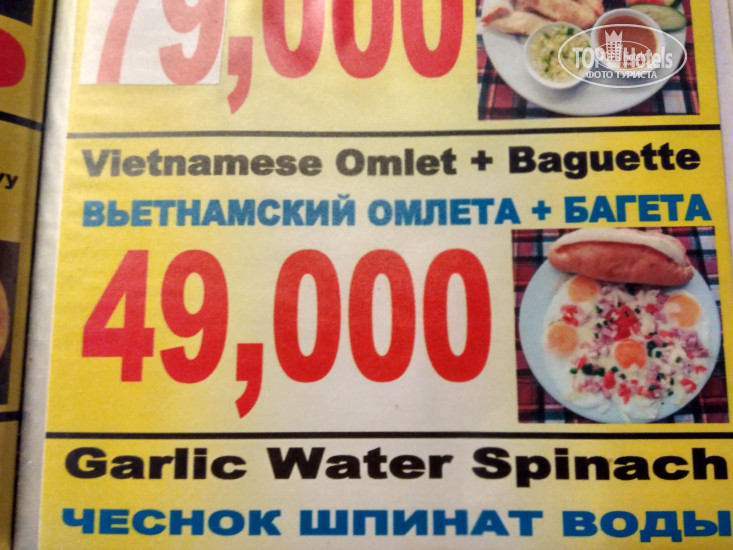 79,000
TOP Hotels
ФОТО ТУРИСТА
Vietnamese Omlet + Baguette
ВЬЕТНАМСКИЙ ОМЛЕТА + БАГЕТА
49,000
Garlic Water Spinach
ЧЕСНОК ШПИНАТ ВОДЫ